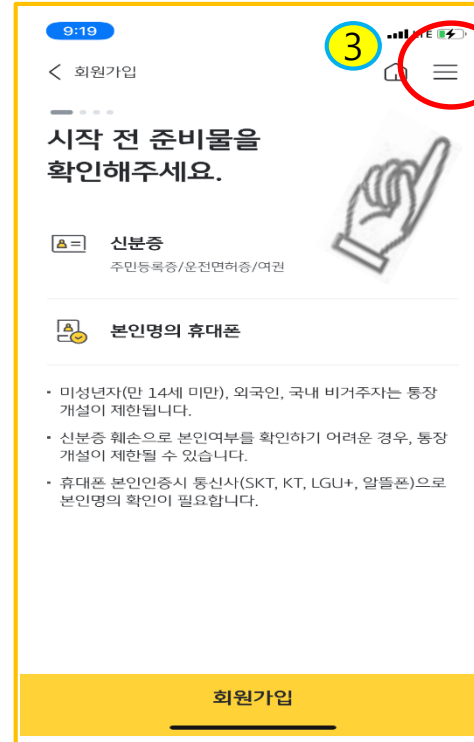 9:19
3
LTE
회원가입
시작 전 준비물을
확인해주세요.
신분증
주민등록증/운전면허증/여권
본인명의 휴대폰
• 미성년자(만 14세 미만), 외국인, 국내 비거주자는 통장
개설이 제한됩니다.
• 신분증 훼손으로 본인여부를 확인하기 어려운 경우, 통장
개설이 제한될 수 있습니다.
• 휴대폰 본인인증시 통신사(SKT, KT, LGU+, 알뜰폰)으로
본인명의 확인이 필요합니다.
회원가입